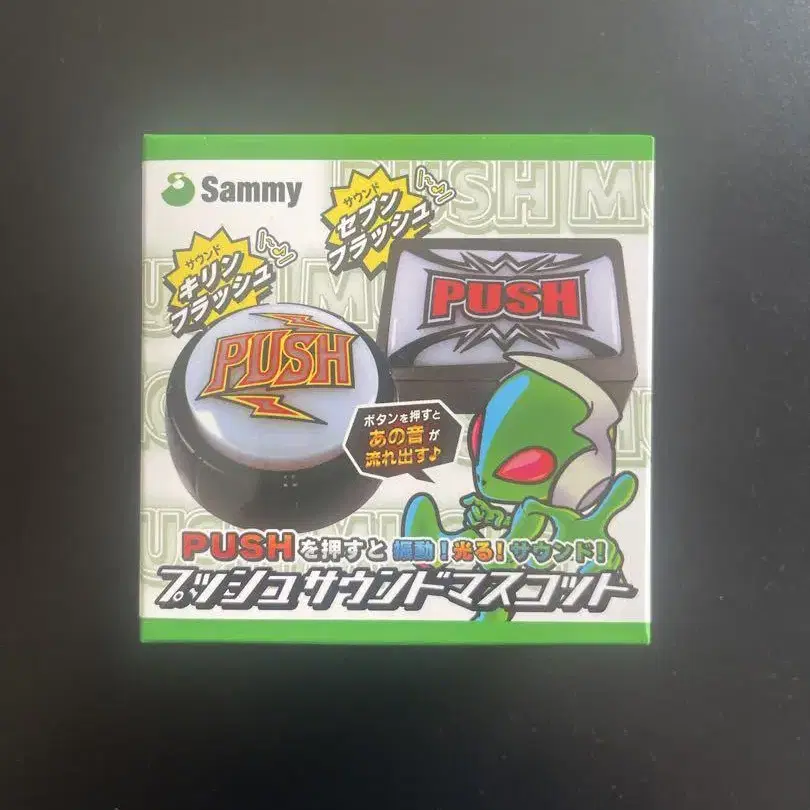 Sammy
サウンド
セブン
フラッシュ
サウンド
キリン
フラッシュ
PUSH
PUSH
ボタンを押すと
あの音が
流れ出す♪
PUSHを押すと振動!光る!サウンド!
プッシュサウンドマスコット